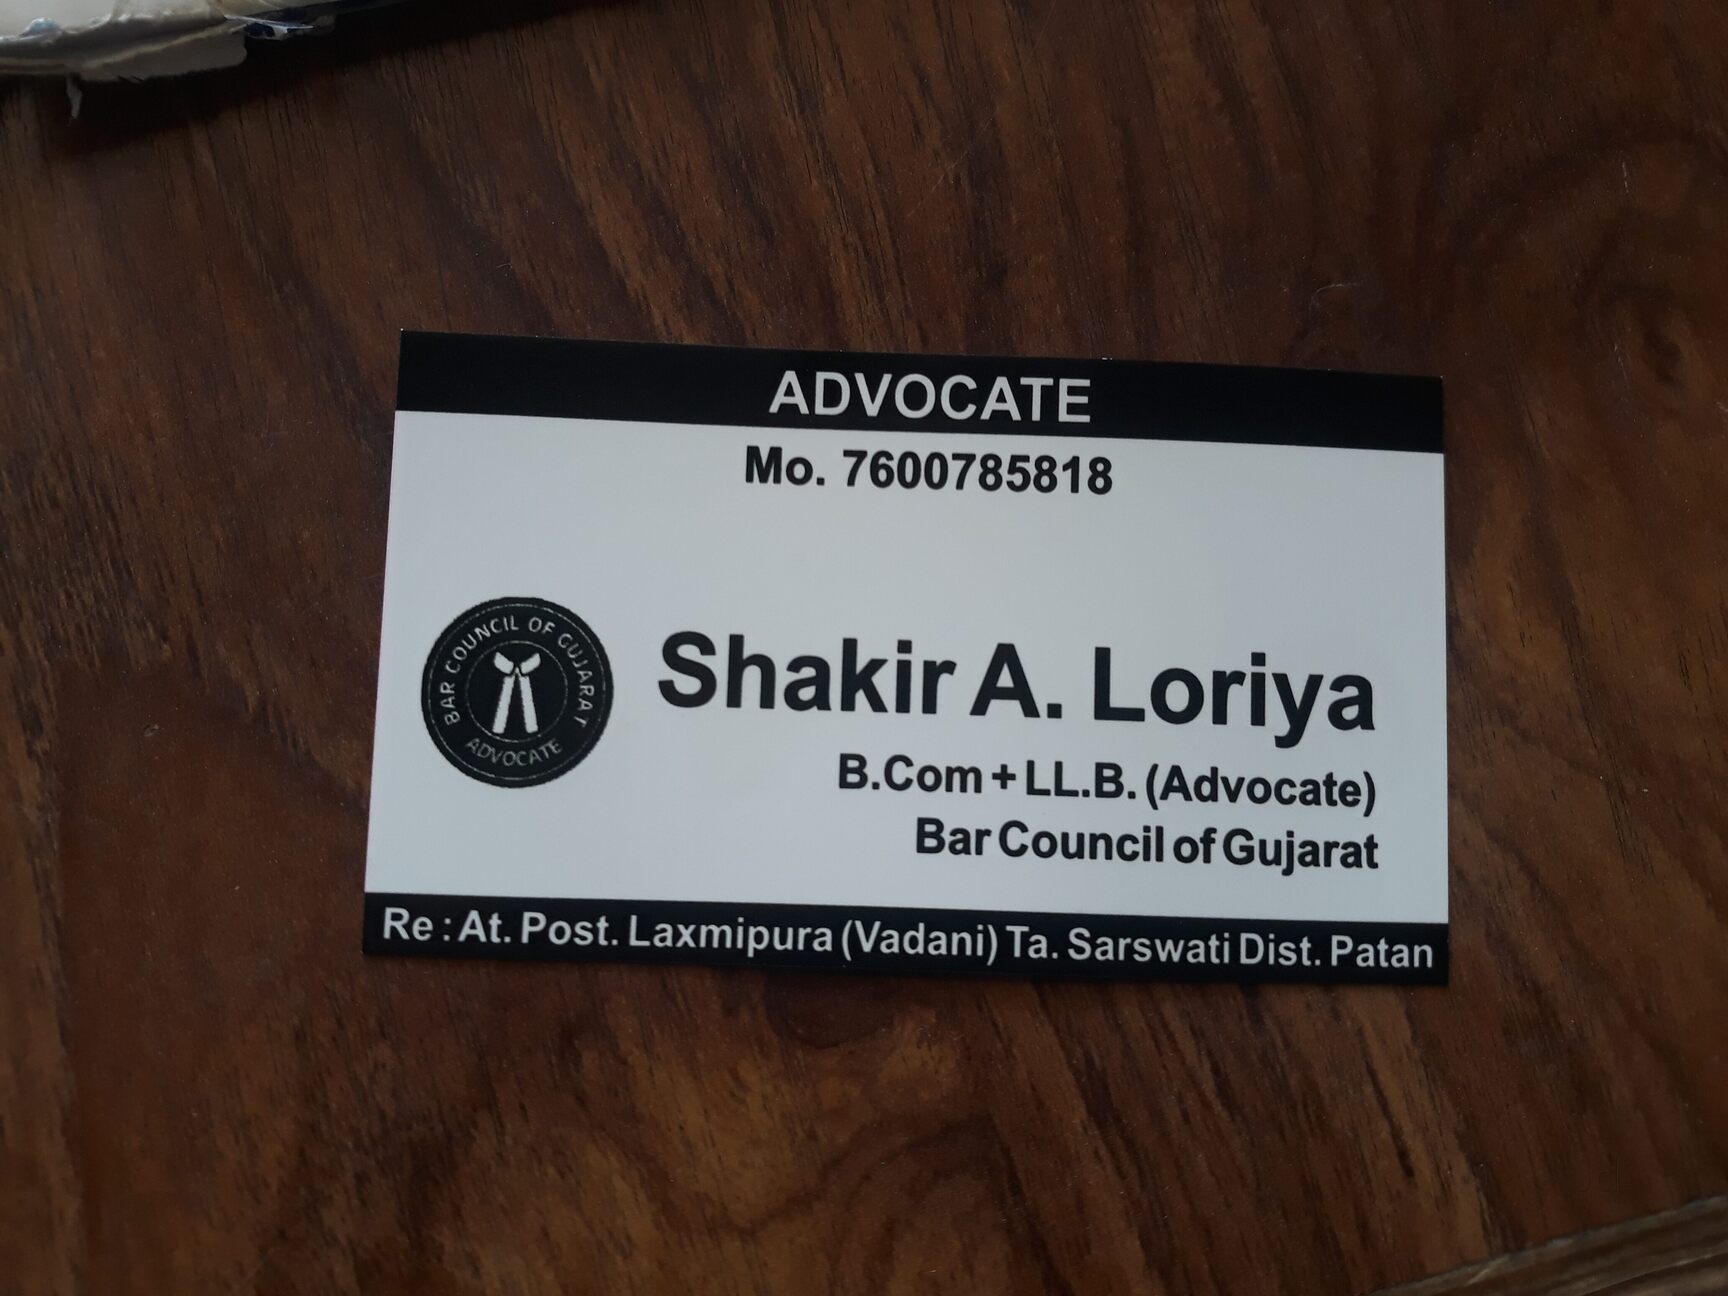 ADVOCATE
Mo. 7600785818
BAR COUNCIL OF GUJARAT
ADVOCATE
Shakir A. Loriya
B.Com + LL.B. (Advocate)
Bar Council of Gujarat
Re : At. Post. Laxmipura (Vadani) Ta. Sarswati Dist. Patan